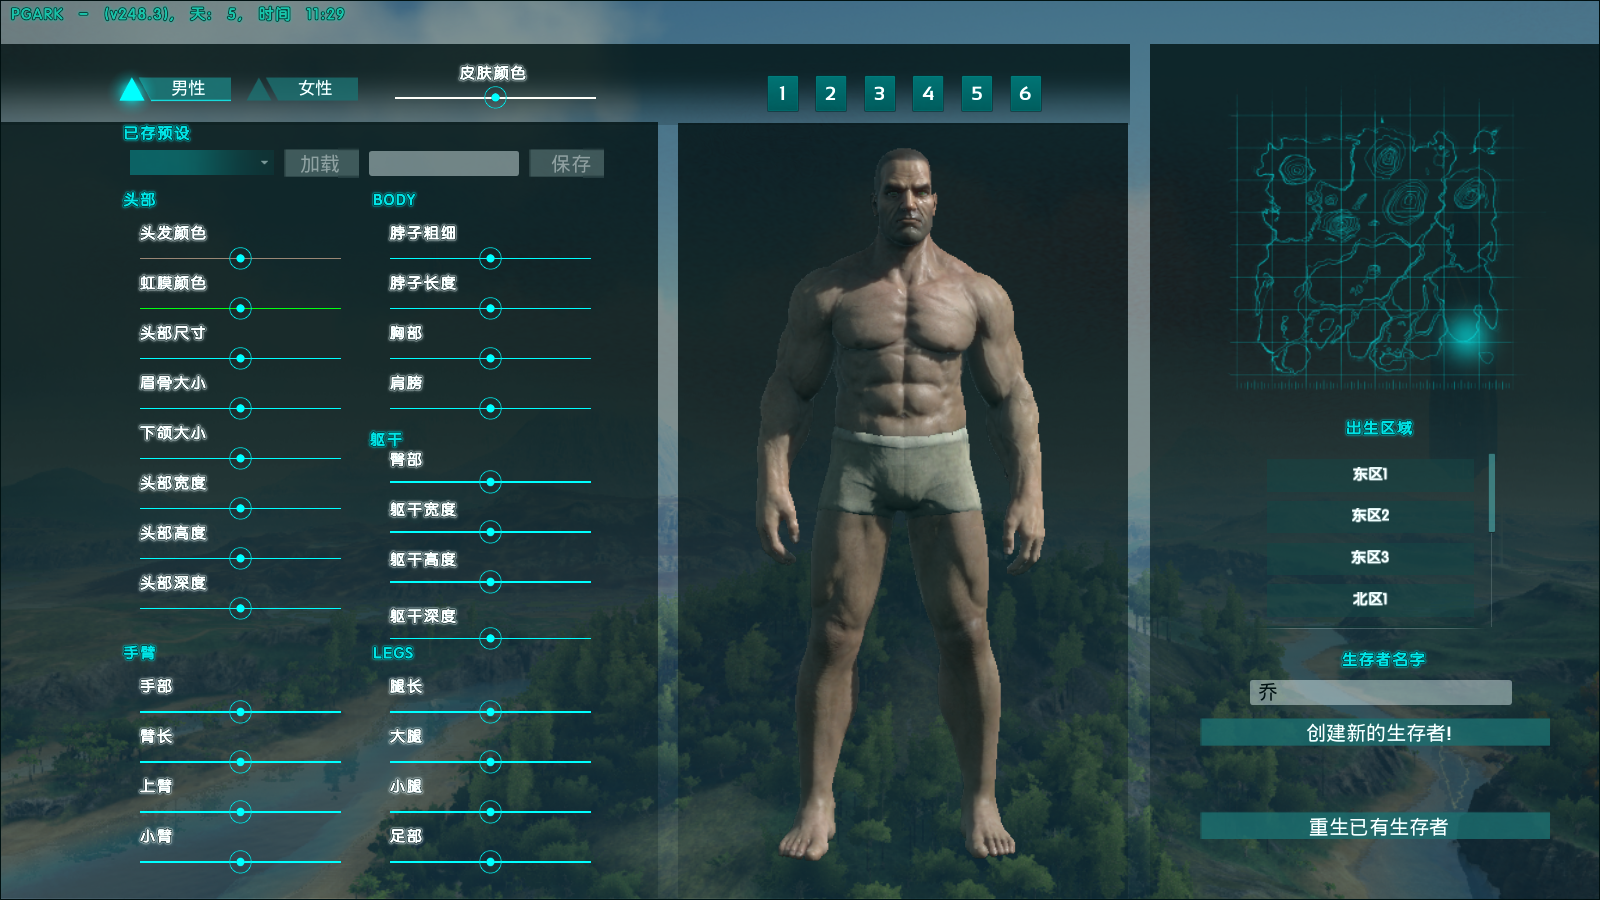 PGARK - (v248.3), 天: 5, 时间 11:29
男性
女性
皮肤颜色
1 2 3 4 5 6
已存预设
加载
保存
头部
头发颜色
虹膜颜色
头部尺寸
眉骨大小
下颌大小
头部宽度
头部高度
头部深度
手臂
手部
臂长
上臂
小臂
BODY
脖子粗细
脖子长度
胸部
肩膀
躯干
臀部
躯干宽度
躯干高度
躯干深度
LEGS
腿长
大腿
小腿
足部
出生区域
东区1
东区2
东区3
北区1
生存者名字
乔
创建新的生存者!
重生已有生存者